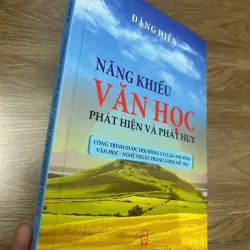 ĐẶNG HIỂN
NĂNG KHIẾU
VĂN HỌC
PHÁT HIỆN VÀ PHÁT HUY
CÔNG TRÌNH ĐƯỢC HỘI ĐỒNG LÝ LUẬN PHÊ BÌNH
VĂN HỌC - NGHỆ THUẬT TRUNG ƯƠNG HỖ TRỢ